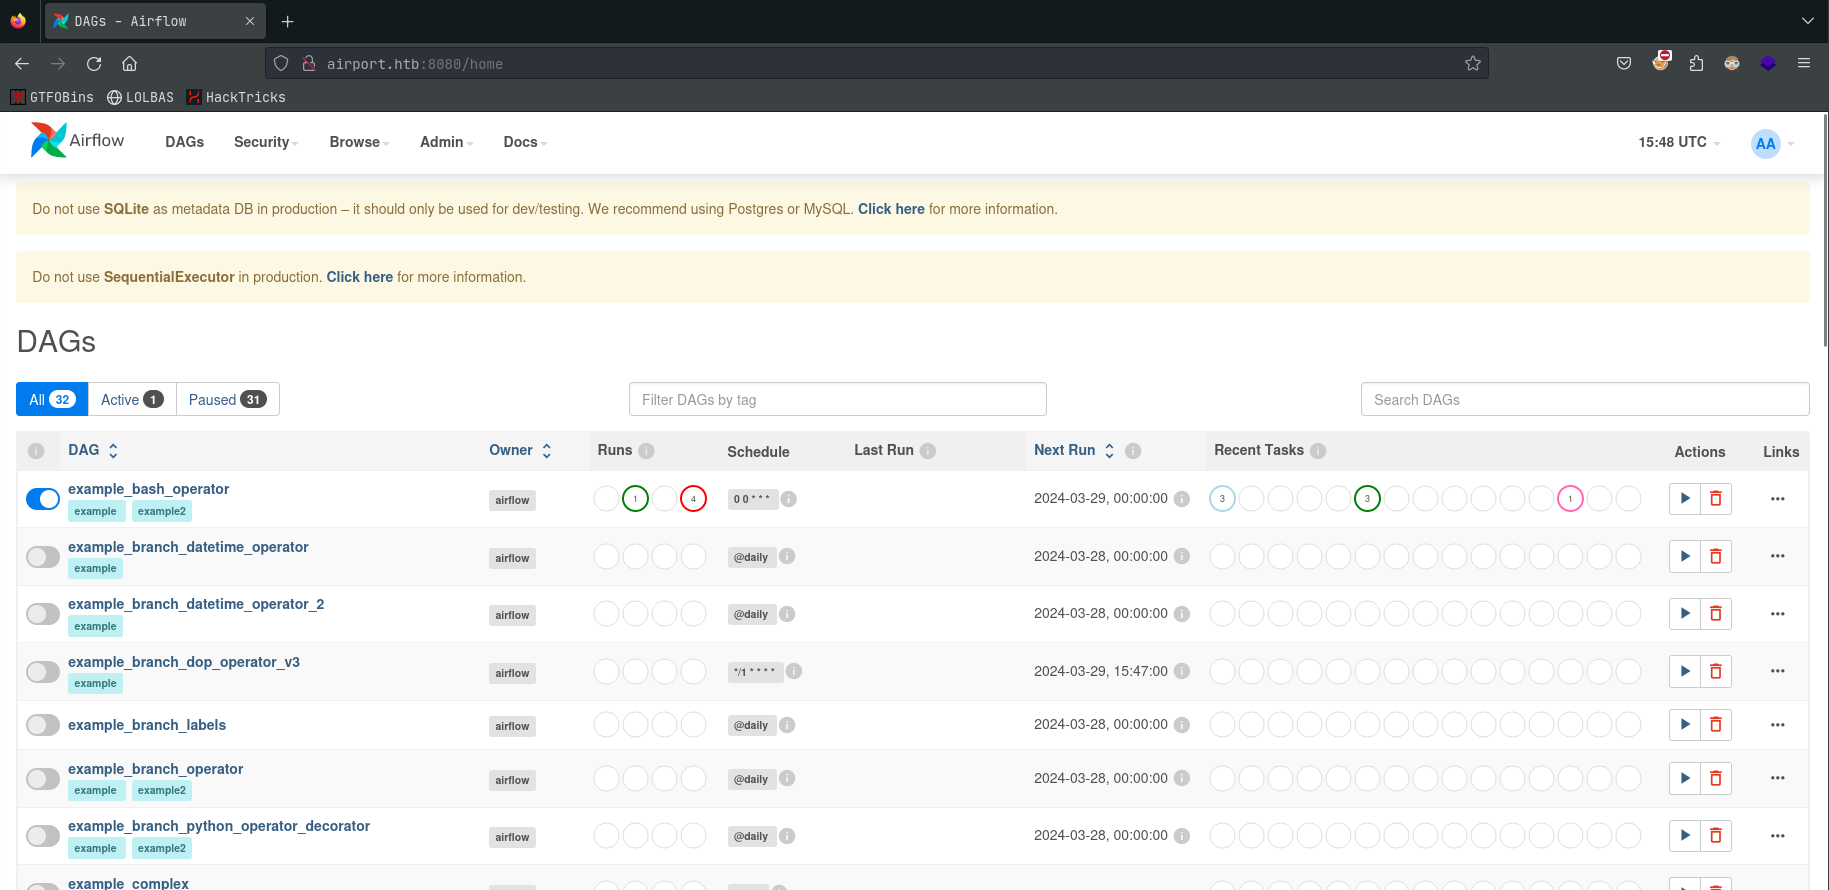 DAGs - Airflow
airport.htb:8080/home
GTFOBins LOLBAS HackTricks
Airflow DAGs Security Browse Admin Docs 15:48 UTC AA
Do not use SQLite as metadata DB in production – it should only be used for dev/testing. We recommend using Postgres or MySQL. Click here for more information.
Do not use SequentialExecutor in production. Click here for more information.
DAGs
All 32 Active 1 Paused 31 Filter DAGs by tag Search DAGs
DAG Owner Runs Schedule Last Run Next Run Recent Tasks Actions Links
example_bash_operator
airflow 1 4 0 0 * * * 2024-03-29, 00:00:00 3 3 1
example example2
example_branch_datetime_operator
airflow @daily 2024-03-28, 00:00:00
example
example_branch_datetime_operator_2
airflow @daily 2024-03-28, 00:00:00
example
example_branch_dop_operator_v3
airflow */1 * * * * 2024-03-29, 15:47:00
example
example_branch_labels airflow @daily 2024-03-28, 00:00:00
example_branch_operator
airflow @daily 2024-03-28, 00:00:00
example example2
example_branch_python_operator_decorator
airflow @daily 2024-03-28, 00:00:00
example example2
example_complex